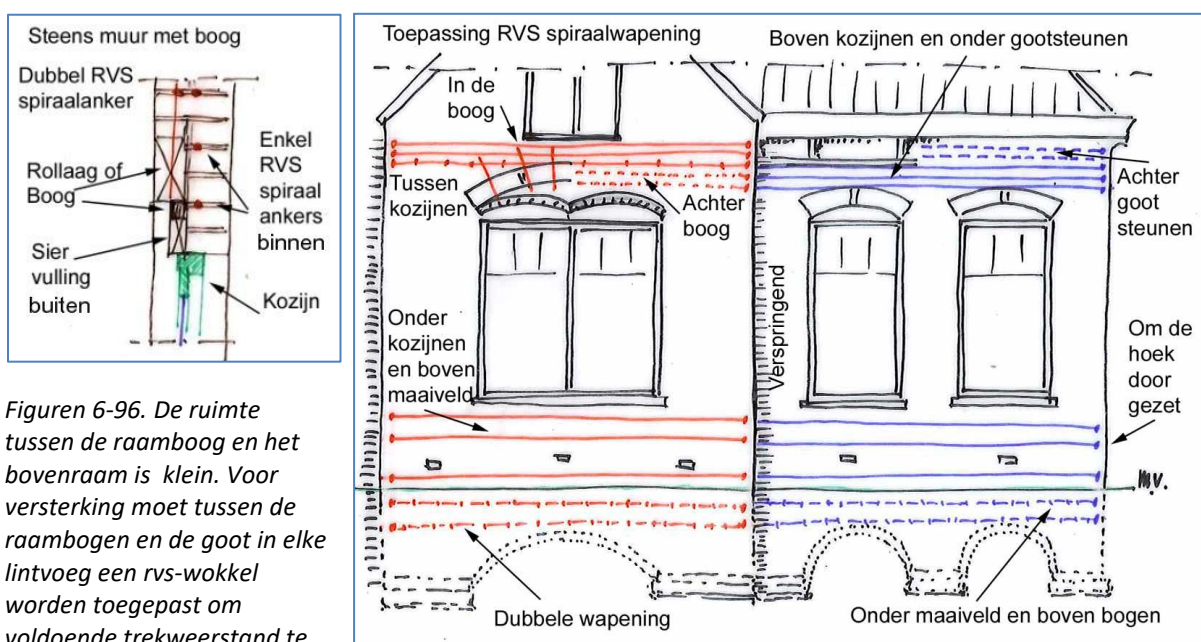 Steens muur met boog
Dubbel RVS
spiraalanker
Rollaag of
Boog
Sier
vulling
buiten
Enkel
RVS
spiraal
ankers
binnen
Kozijn
Figuren 6-96. De ruimte
tussen de raamboog en het
bovenraam is klein. Voor
versterking moet tussen de
raambogen en de goot in elke
lintvoeg een rvs-wokkel
worden toegepast om
voldoende trekweerstand te
Toepassing RVS spiraalwapening
Boven kozijnen en onder gootsteunen
In de
boog
Tussen
kozijnen
Achter
boog
Achter
goot
steunen
Verspringend
Onder
kozijnen
en boven
maaiveld
Om de
hoek
door
gezet
M.V.
Dubbele wapening
Onder maaiveld en boven bogen